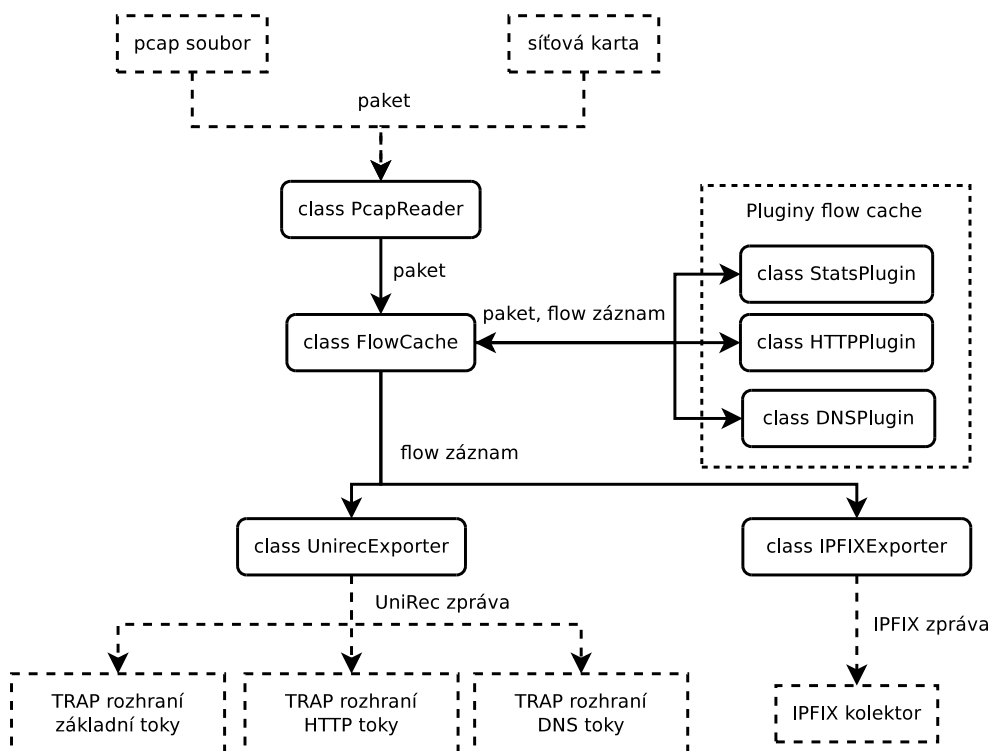 pcap soubor
síťová karta
paket
class PcapReader
Pluginy flow cache
paket
class StatsPlugin
paket, flow záznam
class FlowCache
class HTTPPlugin
class DNSPlugin
flow záznam
class UnirecExporter
class IPFIXExporter
UniRec zpráva
IPFIX zpráva
TRAP rozhraní
základní toky
TRAP rozhraní
HTTP toky
TRAP rozhraní
DNS toky
IPFIX kolektor